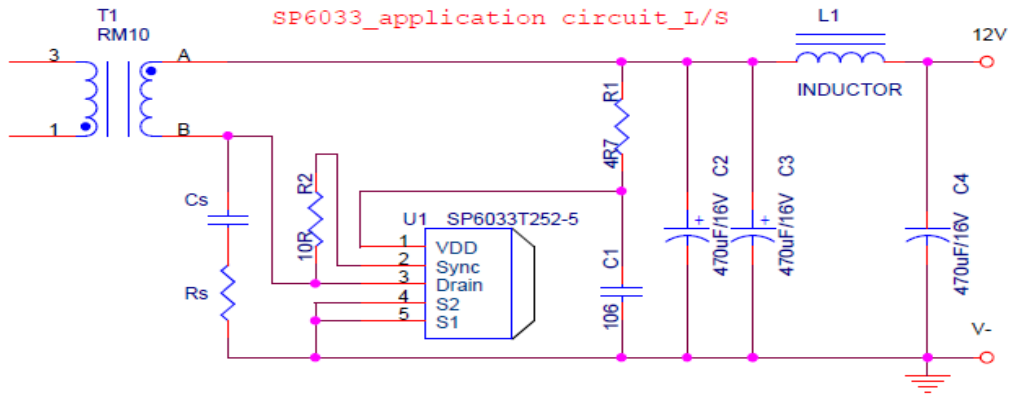 SP6033_application circuit_L/S
T1
RM10
L1
12V
3
A
INDUCTOR
1
B
R1
4R7
C2
470uF/16V
C3
470uF/16V
C4
470uF/16V
Cs
R2
10R
U1 SP6033T252-5
1 VDD
2 Sync
3 Drain
4 S2
5 S1
C1
106
Rs
+
+
V-